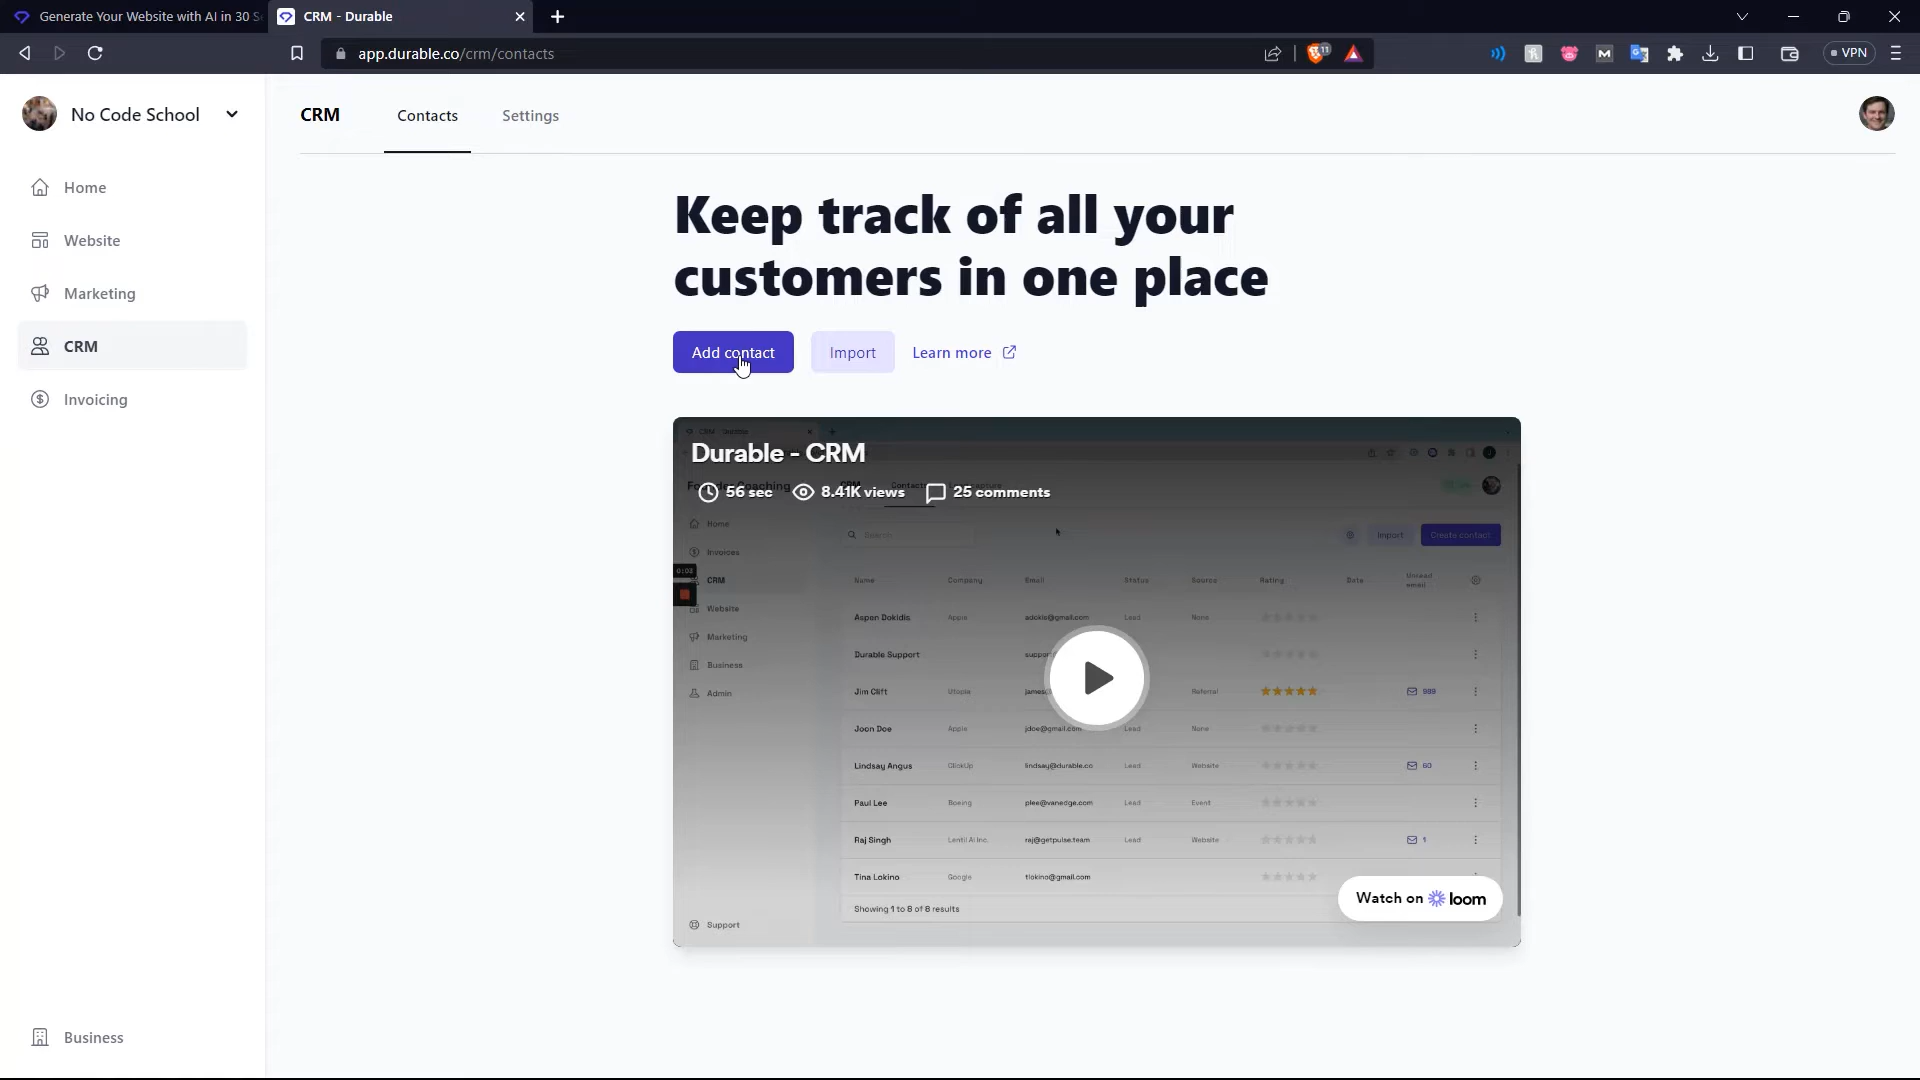 Generate Your Website with AI in 30 S
CRM - Durable
app.durable.co/crm/contacts
11
VPN
No Code School
CRM
Contacts
Settings
Home
Website
Marketing
CRM
Invoicing
Business
Keep track of all your
customers in one place
Add contact
Import
Learn more
Durable - CRM
56 sec
8.41K views
25 comments
Search
Import
Create contact
Home
Invoices
CRM
Website
Marketing
Business
Admin
Support
0:02
Name Company Email Status Source Rating Date Unread email
Aspen Dokidis Apple adokis@gmail.com Lead None
Durable Support support
Jim Clift Utopia james Referral 989
Joon Doe Apple jdoe@gmail.com Lead None
Lindsay Angus ClickUp lindsay@durable.co Lead Website 60
Paul Lee Boeing plee@vanedge.com Lead Event
Raj Singh Lentil AI Inc. raj@getpulse.team Lead Website 1
Tina Lokino Google tlokino@gmail.com
Showing 1 to 8 of 8 results
Watch on loom